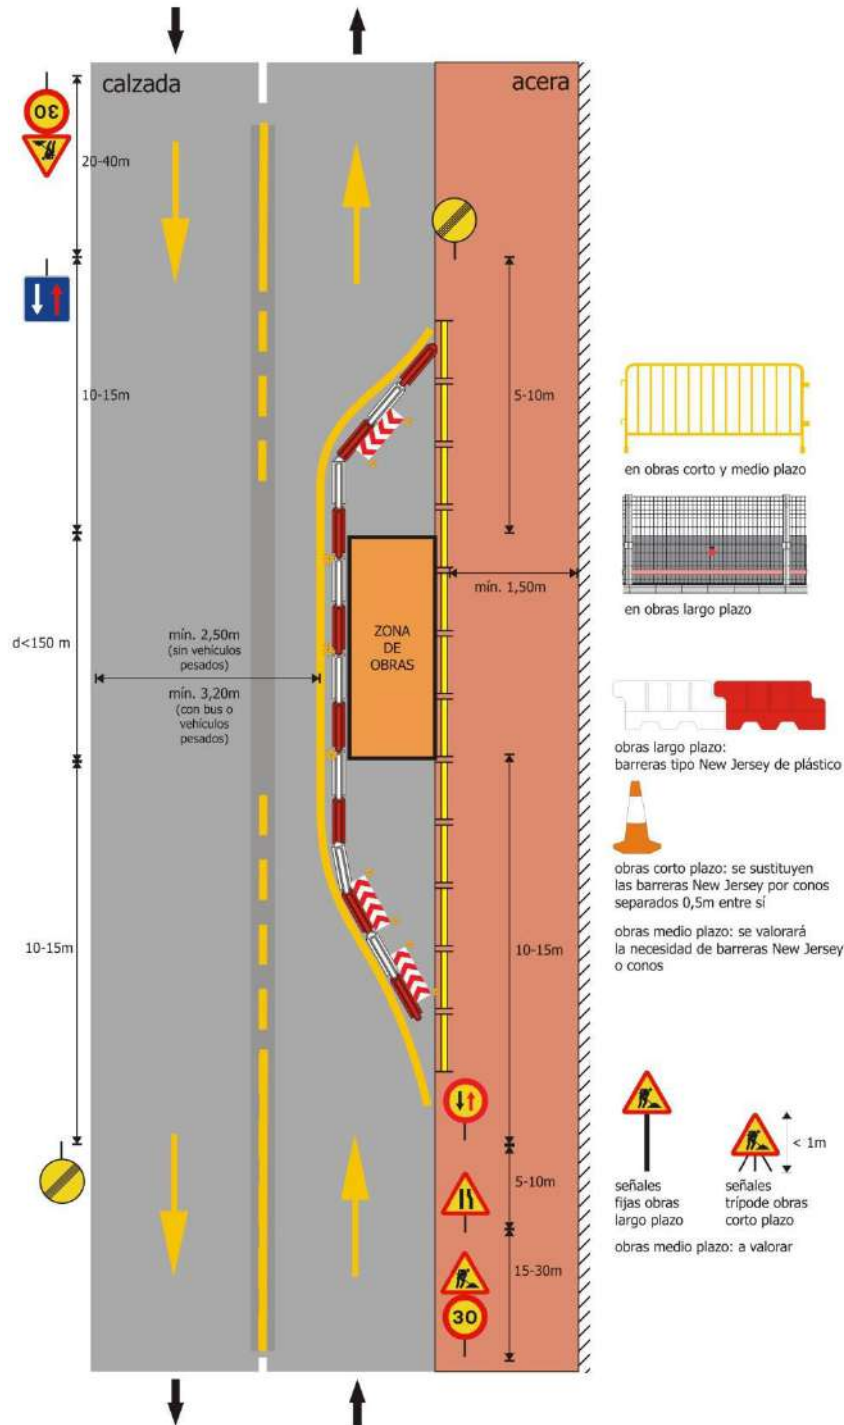 calzada
acera
30
20-40m
10-15m
5-10m
en obras corto y medio plazo
mín. 1,50m
en obras largo plazo
d<150 m
mín. 2,50m
(sin vehículos
pesados)
mín. 3,20m
(con bus o
vehículos
pesados)
ZONA
DE
OBRAS
obras largo plazo:
barreras tipo New Jersey de plástico
obras corto plazo: se sustituyen
las barreras New Jersey por conos
separados 0,5m entre sí
obras medio plazo: se valorará
la necesidad de barreras New Jersey
o conos
10-15m
10-15m
5-10m
15-30m
30
< 1m
señales
fijas obras
largo plazo
señales
trípode obras
corto plazo
obras medio plazo: a valorar